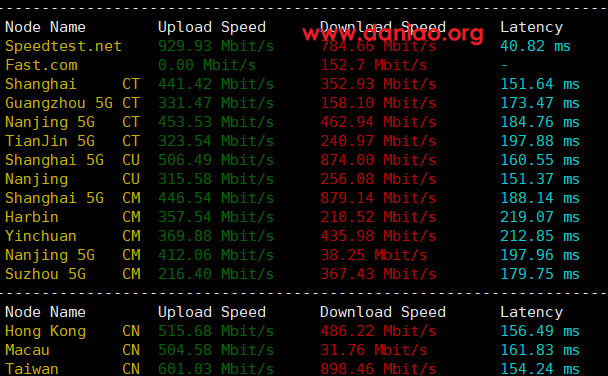 --------------------------------------------------------------------
Node Name Upload Speed Download Speed Latency
www.daniao.org
Speedtest.net 929.93 Mbit/s 784.66 Mbit/s 40.82 ms
Fast.com 0.00 Mbit/s 152.7 Mbit/s -
Shanghai CT 441.42 Mbit/s 352.93 Mbit/s 151.64 ms
Guangzhou 5G CT 331.47 Mbit/s 158.10 Mbit/s 173.47 ms
Nanjing 5G CT 453.53 Mbit/s 462.94 Mbit/s 184.76 ms
TianJin 5G CT 323.54 Mbit/s 240.97 Mbit/s 197.88 ms
Shanghai 5G CU 506.49 Mbit/s 874.00 Mbit/s 160.55 ms
Nanjing CU 315.58 Mbit/s 256.08 Mbit/s 151.37 ms
Shanghai 5G CM 446.54 Mbit/s 879.14 Mbit/s 188.14 ms
Harbin CM 357.54 Mbit/s 210.52 Mbit/s 219.07 ms
Yinchuan CM 369.88 Mbit/s 435.98 Mbit/s 212.85 ms
Nanjing 5G CM 412.06 Mbit/s 38.25 Mbit/s 197.96 ms
Suzhou 5G CM 216.40 Mbit/s 367.43 Mbit/s 179.75 ms
--------------------------------------------------------------------
Node Name Upload Speed Download Speed Latency
Hong Kong CN 515.68 Mbit/s 486.22 Mbit/s 156.49 ms
Macau CN 504.58 Mbit/s 31.76 Mbit/s 161.83 ms
Taiwan CN 601.03 Mbit/s 898.46 Mbit/s 154.24 ms